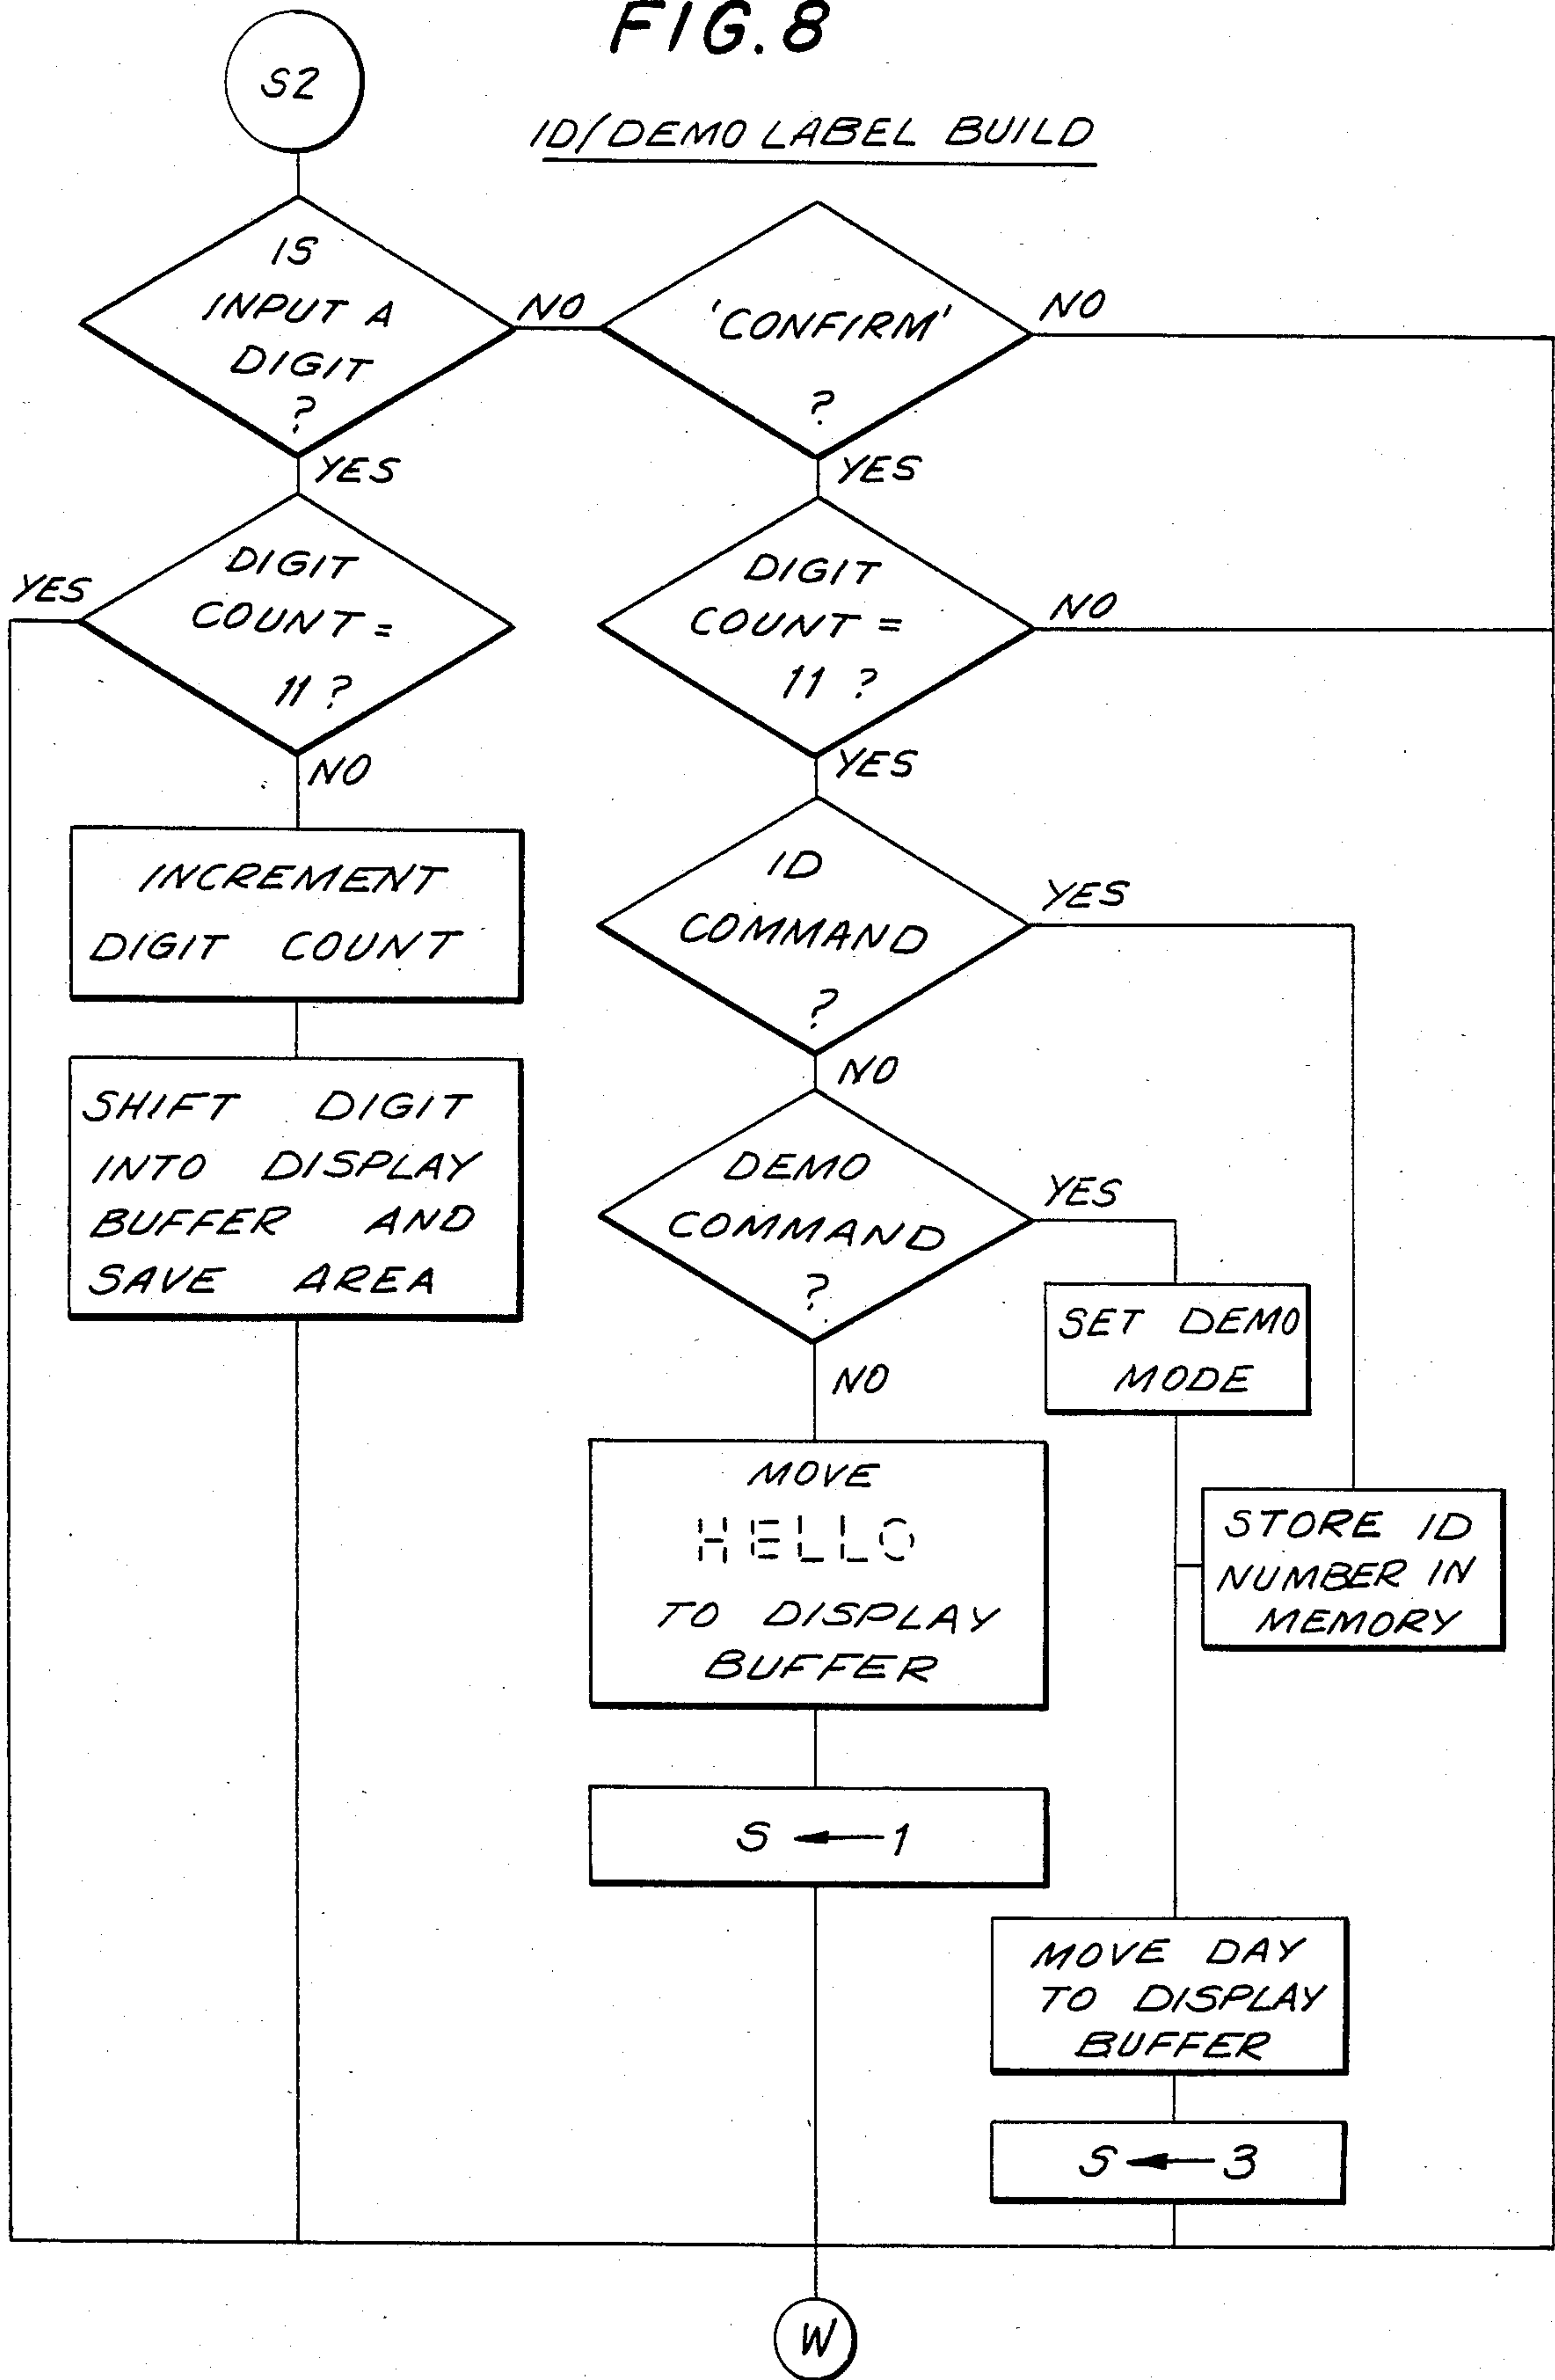 FIG. 8
S2
ID/DEMO LABEL BUILD
IS
INPUT A
DIGIT
?
NO
YES
'CONFIRM'
?
NO
YES
DIGIT
COUNT =
11 ?
YES
NO
DIGIT
COUNT =
11 ?
NO
YES
INCREMENT
DIGIT COUNT
SHIFT DIGIT
INTO DISPLAY
BUFFER AND
SAVE AREA
ID
COMMAND
?
YES
NO
DEMO
COMMAND
?
YES
NO
SET DEMO
MODE
STORE ID
NUMBER IN
MEMORY
MOVE
HELLO
TO DISPLAY
BUFFER
S ← 1
MOVE DAY
TO DISPLAY
BUFFER
S ← 3
W